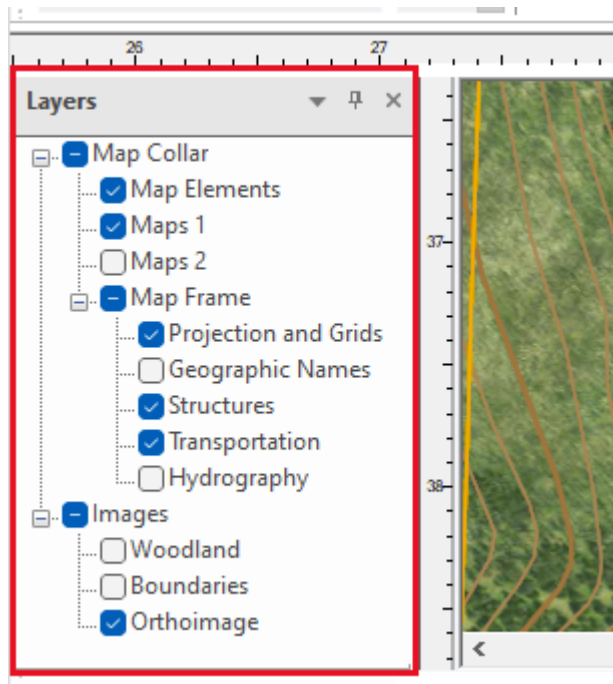 26 27
Layers
Map Collar
Map Elements
Maps 1
Maps 2
Map Frame
Projection and Grids
Geographic Names
Structures
Transportation
Hydrography
Images
Woodland
Boundaries
Orthoimage
37
38